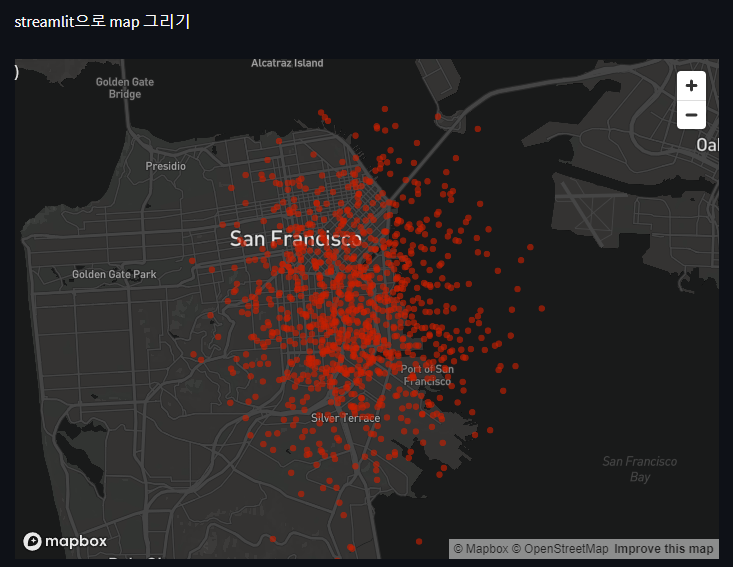 streamlit으로 map 그리기
Alcatraz Island
)
Golden Gate
Bridge
+
Oa
Presidio
−
San Francisco
Golden Gate Park
Port of San
Francisco
Silver Terrace
San Francisco
Bay
mapbox
© Mapbox © OpenStreetMap Improve this map